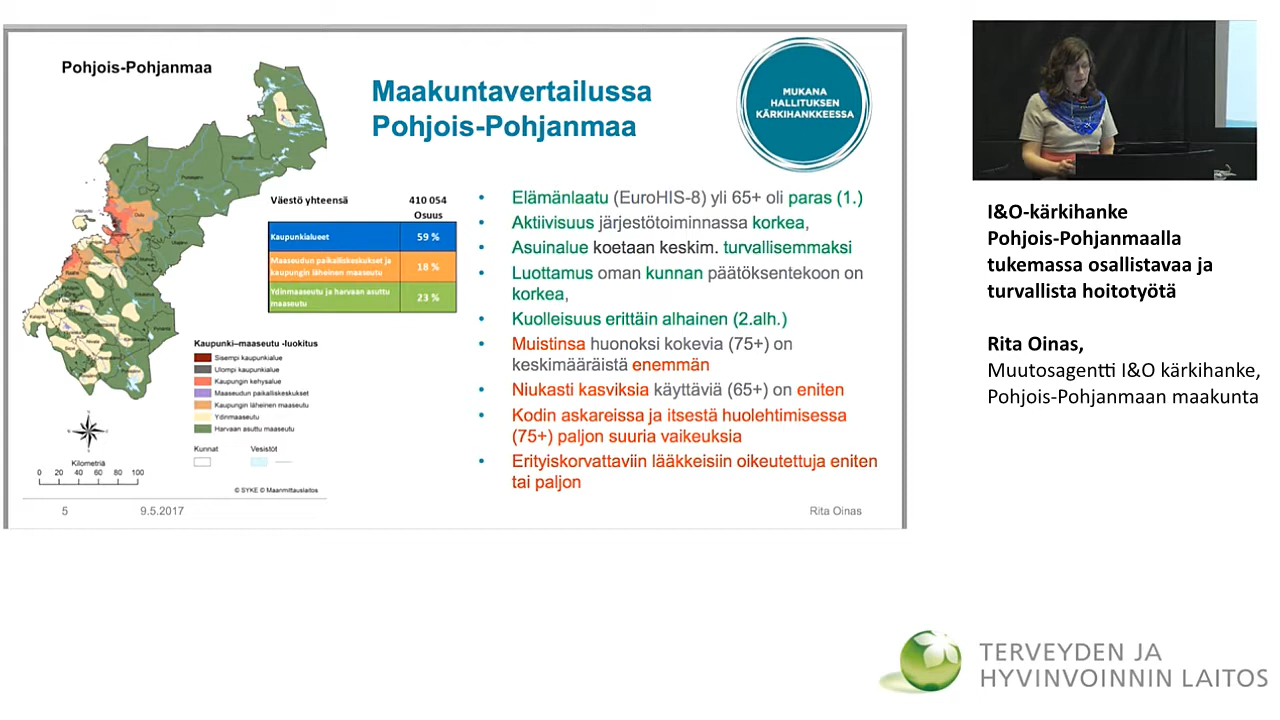 Pohjois-Pohjanmaa
Maakuntavertailussa
Pohjois-Pohjanmaa
MUKANA
HALLITUKSEN
KÄRKIHANKKEESSA
Väestö yhteensä 410 054
Osuus
Kaupunkialueet 59 %
Maaseudun paikalliskeskukset ja
kaupungin läheinen maaseutu 18 %
Ydinmaaseutu ja harvaan asuttu
maaseutu 23 %
• Elämänlaatu (EuroHIS-8) yli 65+ oli paras (1.)
• Aktiivisuus järjestötoiminnassa korkea,
• Asuinalue koetaan keskim. turvallisemmaksi
• Luottamus oman kunnan päätöksentekoon on
korkea,
• Kuolleisuus erittäin alhainen (2.alh.)
• Muistinsa huonoksi kokevia (75+) on
keskimääräistä enemmän
• Niukasti kasviksia käyttäviä (65+) on eniten
• Kodin askareissa ja itsestä huolehtimisessa
(75+) paljon suuria vaikeuksia
• Erityiskorvattaviin lääkkeisiin oikeutettuja eniten
tai paljon
Kaupunki–maaseutu -luokitus
Sisempi kaupunkialue
Ulompi kaupunkialue
Kaupungin kehysalue
Maaseudun paikalliskeskukset
Kaupungin läheinen maaseutu
Ydinmaaseutu
Harvaan asuttu maaseutu
Kunnat Vesistöt
Kilometriä
0 20 40 60 80 100
© SYKE © Maanmittauslaitos
5 9.5.2017 Rita Oinas
I&O-kärkihanke
Pohjois-Pohjanmaalla
tukemassa osallistavaa ja
turvallista hoitotyötä
Rita Oinas,
Muutosagentti I&O kärkihanke,
Pohjois-Pohjanmaan maakunta
TERVEYDEN JA
HYVINVOINNIN LAITOS